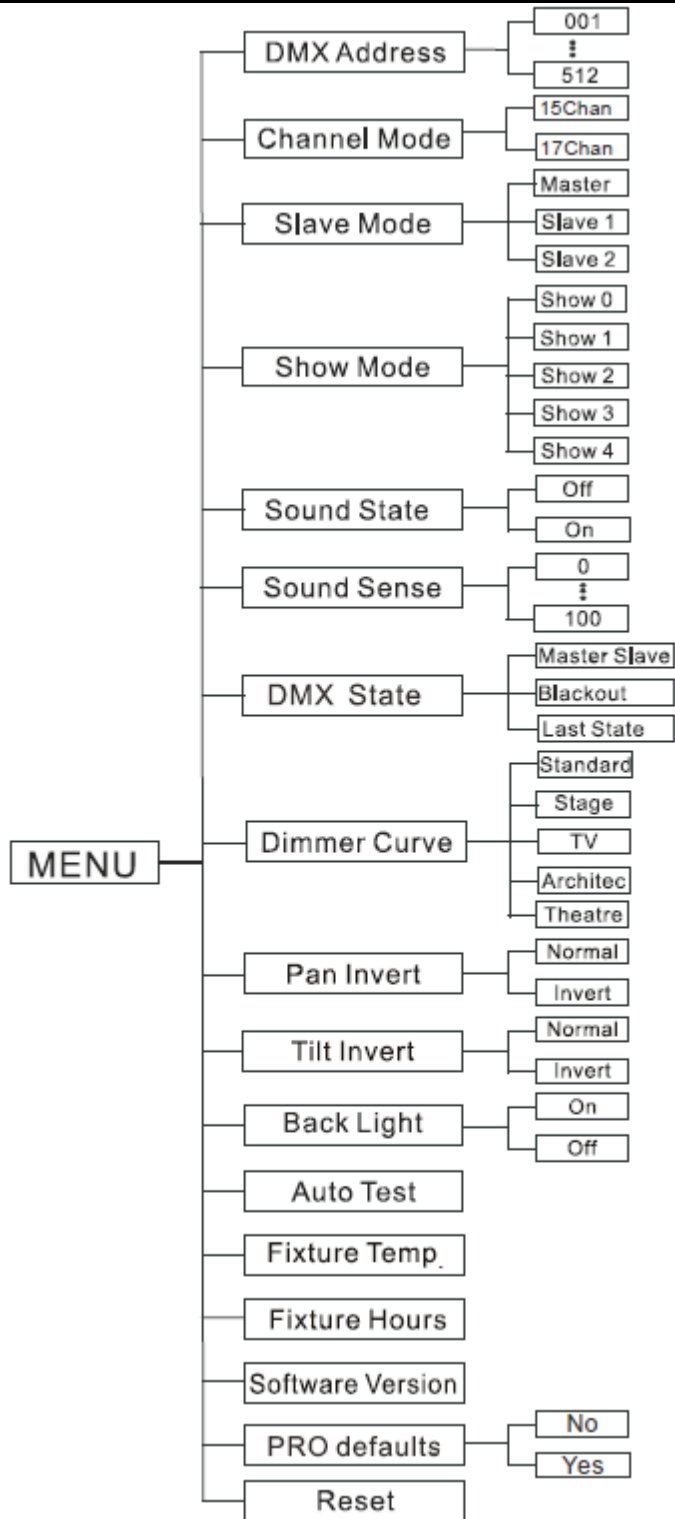 MENU
DMX Address
001
512
Channel Mode
15Chan
17Chan
Slave Mode
Master
Slave 1
Slave 2
Show Mode
Show 0
Show 1
Show 2
Show 3
Show 4
Sound State
Off
On
Sound Sense
0
100
DMX State
Master Slave
Blackout
Last State
Dimmer Curve
Standard
Stage
TV
Architec
Theatre
Pan Invert
Normal
Invert
Tilt Invert
Normal
Invert
Back Light
On
Off
Auto Test
Fixture Temp.
Fixture Hours
Software Version
PRO defaults
No
Yes
Reset